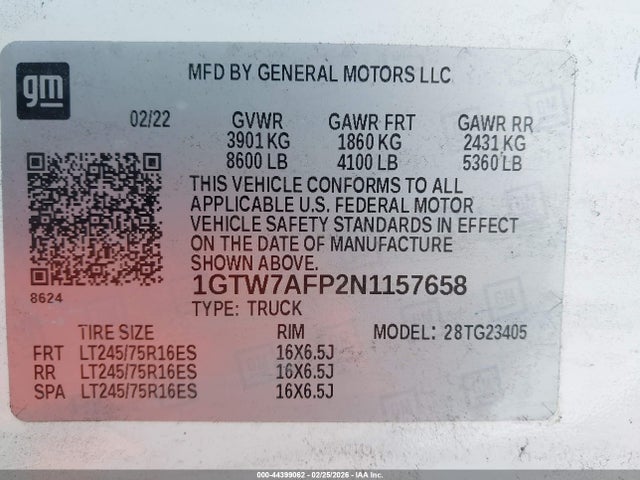 gm
MFD BY GENERAL MOTORS LLC
02/22 GVWR GAWR FRT GAWR RR
3901 KG 1860 KG 2431 KG
8600 LB 4100 LB 5360 LB
THIS VEHICLE CONFORMS TO ALL
APPLICABLE U.S. FEDERAL MOTOR
VEHICLE SAFETY STANDARDS IN EFFECT
ON THE DATE OF MANUFACTURE
SHOWN ABOVE.
8624
1GTW7AFP2N1157658
TYPE: TRUCK
TIRE SIZE RIM MODEL: 28TG23405
FRT LT245/75R16ES 16X6.5J
RR LT245/75R16ES 16X6.5J
SPA LT245/75R16ES 16X6.5J
000-44399062 - 02/25/2026 - IAAI.COM